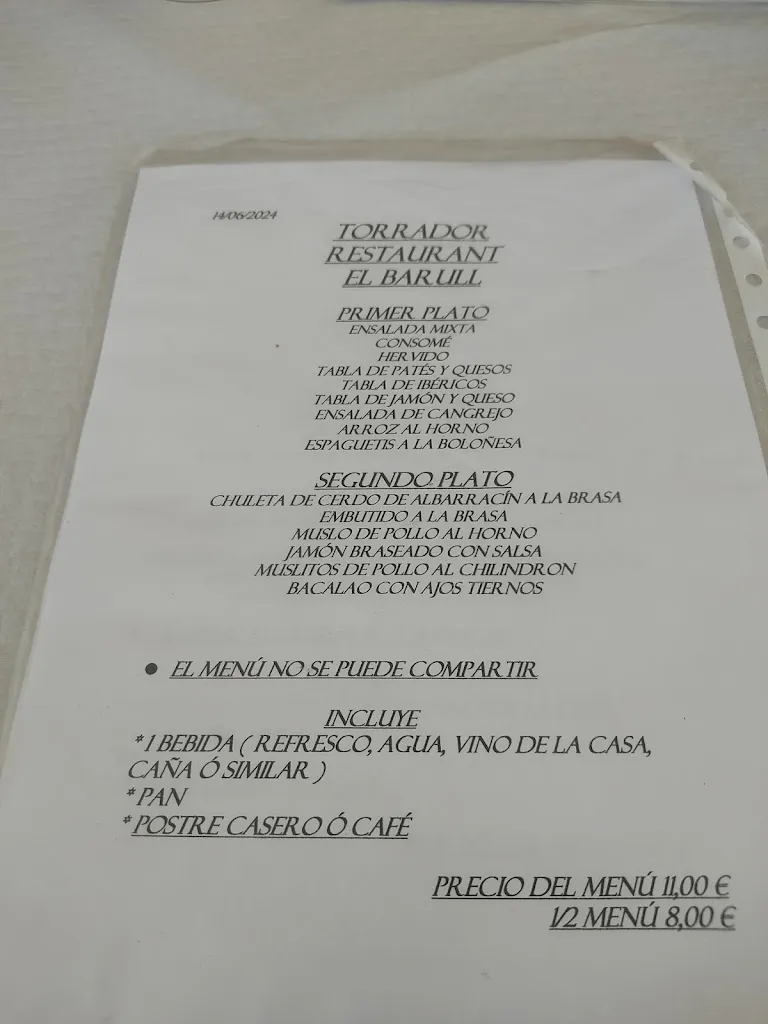 14/06/2024
TORRADOR
RESTAURANT
EL BARULL
PRIMER PLATO
ENSALADA MIXTA
CONSOMÉ
HERVIDO
TABLA DE PATÉS Y QUESOS
TABLA DE IBÉRICOS
TABLA DE JAMÓN Y QUESO
ENSALADA DE CANGREJO
ARROZ AL HORNO
ESPAGUETIS A LA BOLOÑESA
SEGUNDO PLATO
CHULETA DE CERDO DE ALBARRACÍN A LA BRASA
EMBUTIDO A LA BRASA
MUSLO DE POLLO AL HORNO
JAMÓN BRASEADO CON SALSA
MUSLITOS DE POLLO AL CHILINDRON
BACALAO CON AJOS TIERNOS
● EL MENÚ NO SE PUEDE COMPARTIR
INCLUYE
*1 BEBIDA ( REFRESCO, AGUA, VINO DE LA CASA,
CAÑA Ó SIMILAR )
*PAN
*POSTRE CASERO Ó CAFÉ
PRECIO DEL MENÚ 11,00 €
1/2 MENÚ 8,00 €